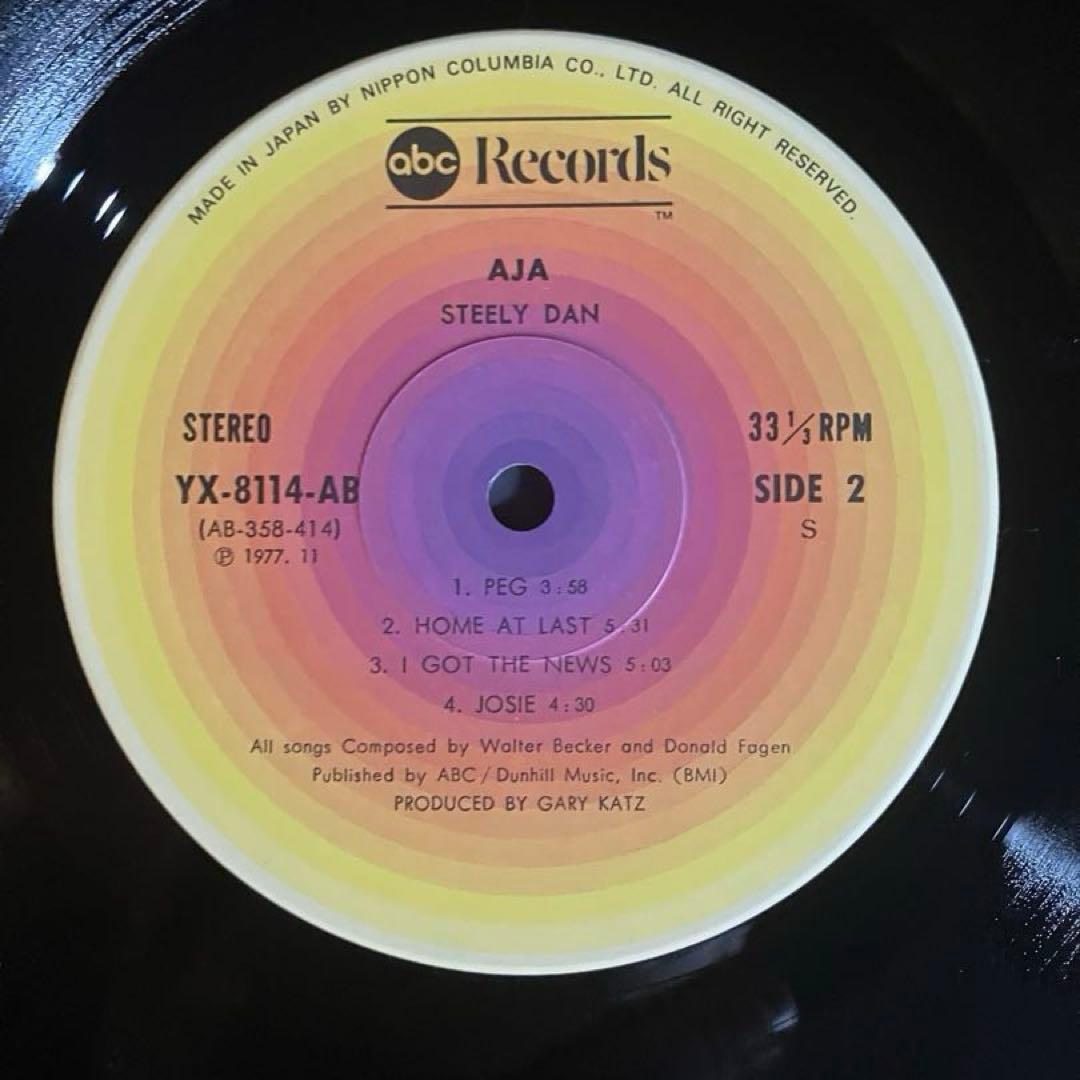 MADE IN JAPAN BY NIPPON COLUMBIA CO., LTD. ALL RIGHT RESERVED.
abc Records
TM
AJA
STEELY DAN
STEREO
33 1/3 RPM
YX-8114-AB
SIDE 2
(AB-358-414)
S
℗ 1977. 11
1. PEG 3:58
2. HOME AT LAST 5:31
3. I GOT THE NEWS 5:03
4. JOSIE 4:30
All songs Composed by Walter Becker and Donald Fagen
Published by ABC/Dunhill Music, Inc. (BMI)
PRODUCED BY GARY KATZ